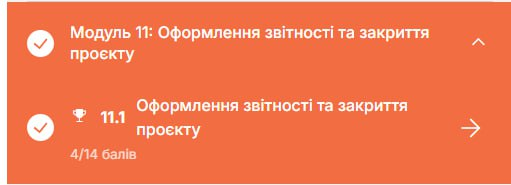 Модуль 11: Оформлення звітності та закриття
проєкту
11.1 Оформлення звітності та закриття
проєкту
4/14 балів